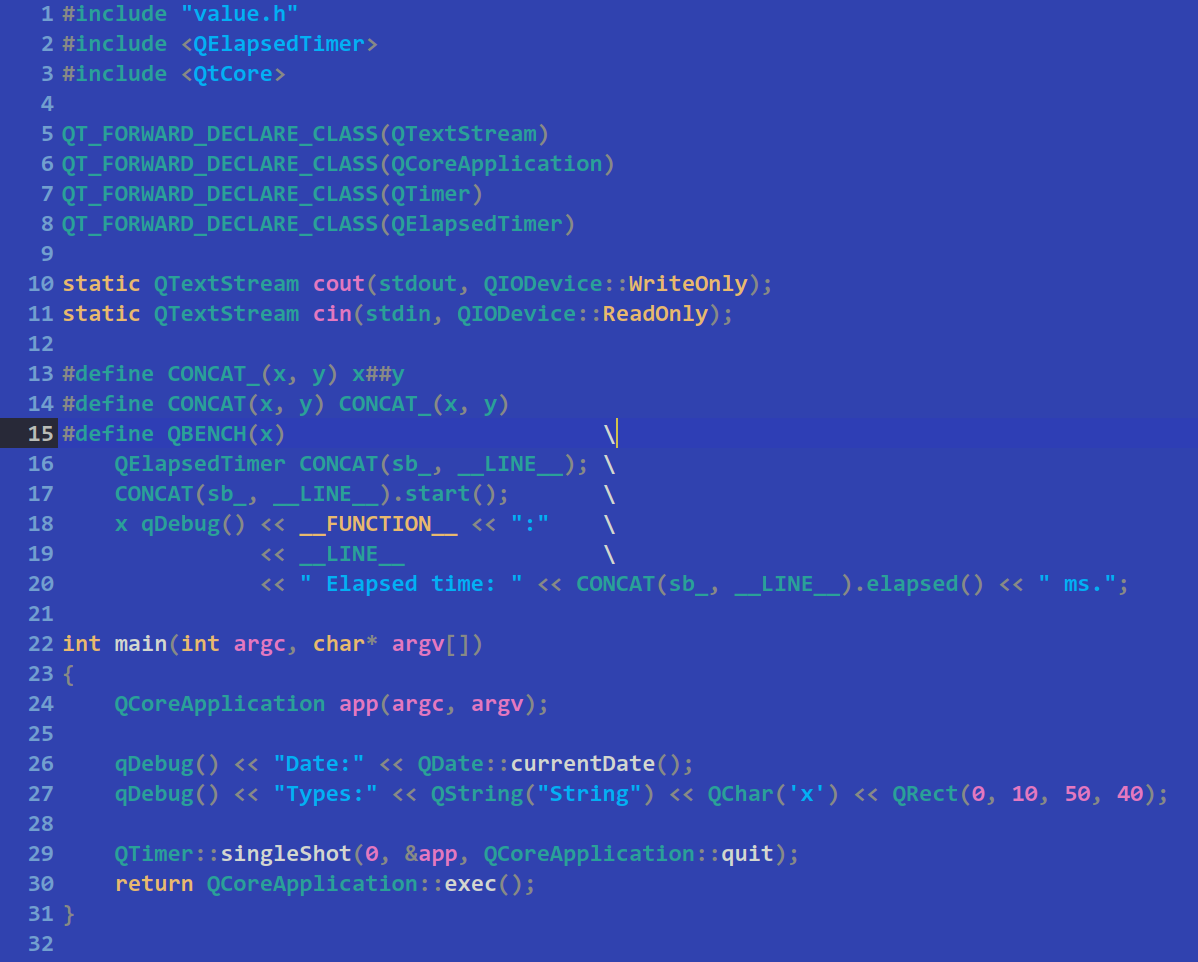 1 #include "value.h"
2 #include <QElapsedTimer>
3 #include <QtCore>
4
5 QT_FORWARD_DECLARE_CLASS(QTextStream)
6 QT_FORWARD_DECLARE_CLASS(QCoreApplication)
7 QT_FORWARD_DECLARE_CLASS(QTimer)
8 QT_FORWARD_DECLARE_CLASS(QElapsedTimer)
9
10 static QTextStream cout(stdout, QIODevice::WriteOnly);
11 static QTextStream cin(stdin, QIODevice::ReadOnly);
12
13 #define CONCAT_(x, y) x##y
14 #define CONCAT(x, y) CONCAT_(x, y)
15 #define QBENCH(x)                        \
16     QElapsedTimer CONCAT(sb_, __LINE__); \
17     CONCAT(sb_, __LINE__).start();       \
18     x qDebug() << __FUNCTION__ << ":"    \
19                << __LINE__               \
20                << " Elapsed time: " << CONCAT(sb_, __LINE__).elapsed() << " ms.";
21
22 int main(int argc, char* argv[])
23 {
24     QCoreApplication app(argc, argv);
25
26     qDebug() << "Date:" << QDate::currentDate();
27     qDebug() << "Types:" << QString("String") << QChar('x') << QRect(0, 10, 50, 40);
28
29     QTimer::singleShot(0, &app, QCoreApplication::quit);
30     return QCoreApplication::exec();
31 }
32